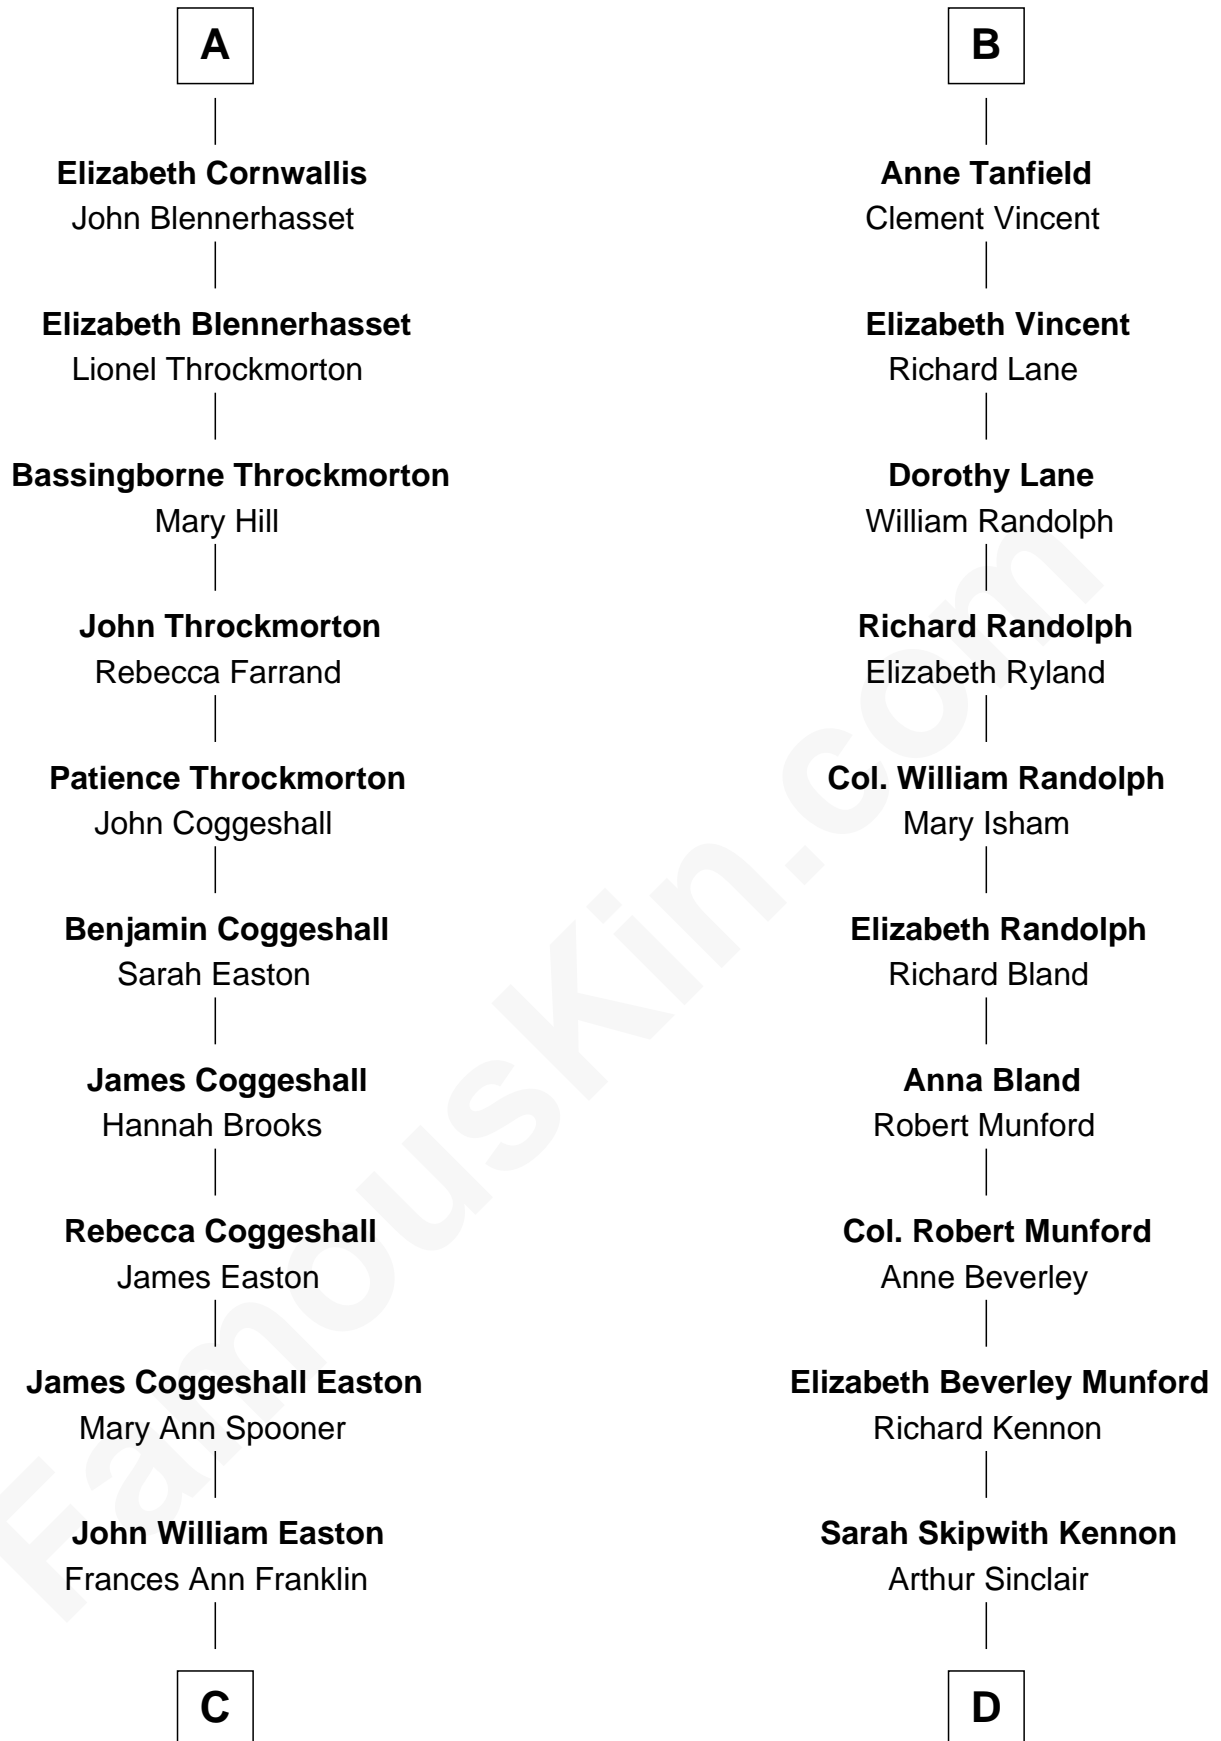 A
Elizabeth Cornwallis
John Blennerhasset
Elizabeth Blennerhasset
Lionel Throckmorton
Bassingborne Throckmorton
Mary Hill
John Throckmorton
Rebecca Farrand
Patience Throckmorton
John Coggeshall
Benjamin Coggeshall
Sarah Easton
James Coggeshall
Hannah Brooks
Rebecca Coggeshall
James Easton
James Coggeshall Easton
Mary Ann Spooner
John William Easton
Frances Ann Franklin
C
B
Anne Tanfield
Clement Vincent
Elizabeth Vincent
Richard Lane
Dorothy Lane
William Randolph
Richard Randolph
Elizabeth Ryland
Col. William Randolph
Mary Isham
Elizabeth Randolph
Richard Bland
Anna Bland
Robert Munford
Col. Robert Munford
Anne Beverley
Elizabeth Beverley Munford
Richard Kennon
Sarah Skipwith Kennon
Arthur Sinclair
D
FamousKin.com